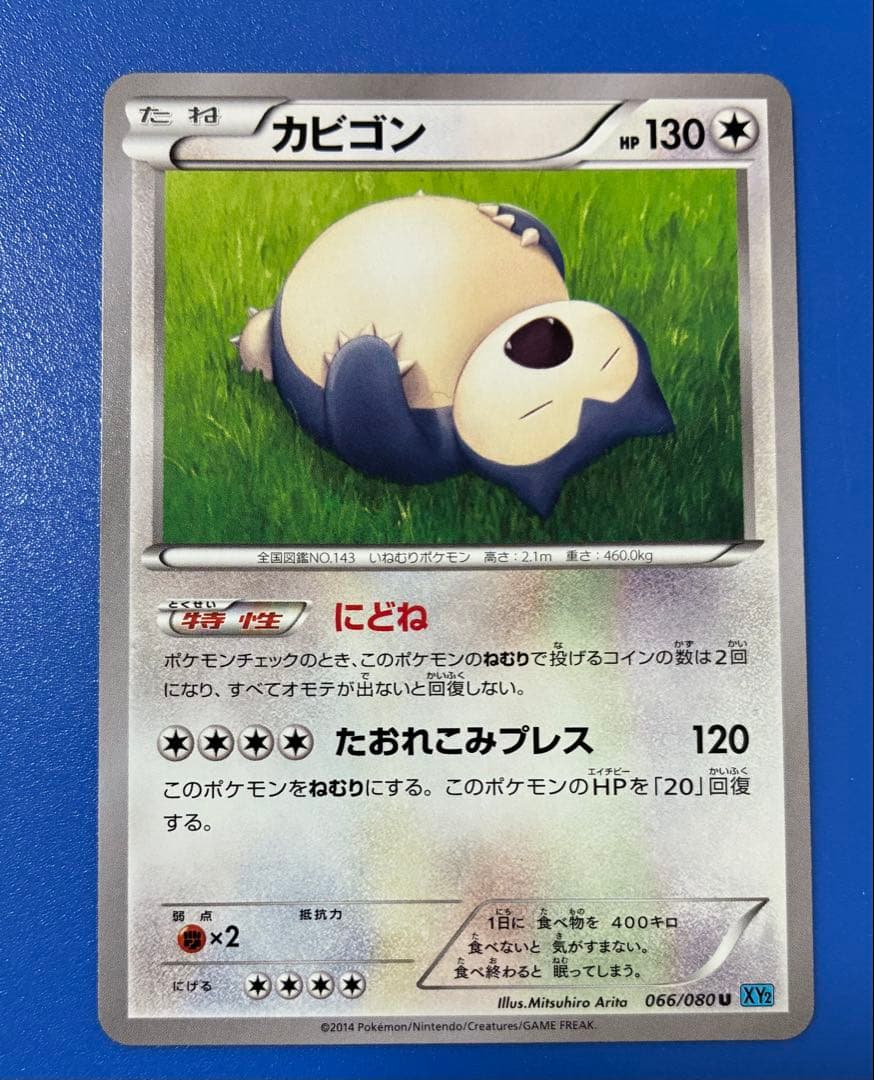 たね カビゴン HP130
全国図鑑NO.143 いねむりポケモン 高さ:2.1m 重さ:460.0kg
とくせい
特性 にどね
ポケモンチェックのとき、このポケモンのねむりで投げるコインの数は2回
になり、すべてオモテが出ないと回復しない。
たおれこみプレス 120
このポケモンをねむりにする。このポケモンのHPを「20」回復
する。
弱点 抵抗力
×2
にげる
1日に 食べ物を 400キロ
食べないと 気がすまない。
食べ終わると 眠ってしまう。
Illus.Mitsuhiro Arita 066/080 U XY2
©2014 Pokémon/Nintendo/Creatures/GAME FREAK.